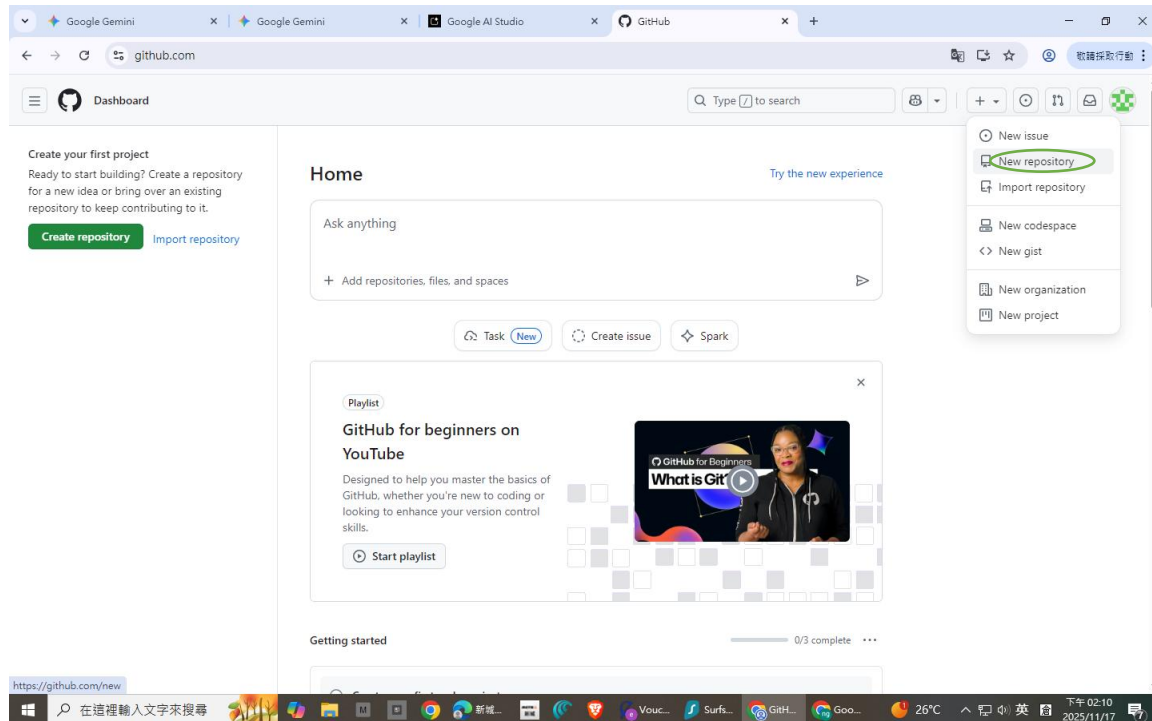 Google Gemini
Google Gemini
Google AI Studio
GitHub
github.com
敬請採取行動
Dashboard
Type / to search
New issue
New repository
Import repository
New codespace
New gist
New organization
New project
Create your first project
Ready to start building? Create a repository
for a new idea or bring over an existing
repository to keep contributing to it.
Create repository
Import repository
Home
Try the new experience
Ask anything
Add repositories, files, and spaces
Task New
Create issue
Spark
Playlist
GitHub for beginners on
YouTube
Designed to help you master the basics of
GitHub, whether you're new to coding or
looking to enhance your version control
skills.
Start playlist
GitHub for Beginners
What is Git?
Getting started
0/3 complete
https://github.com/new
在這裡輸入文字來搜尋
新城...
Vouc...
Surfs...
GitH...
Goo...
26°C
英
下午 02:10
2025/11/17